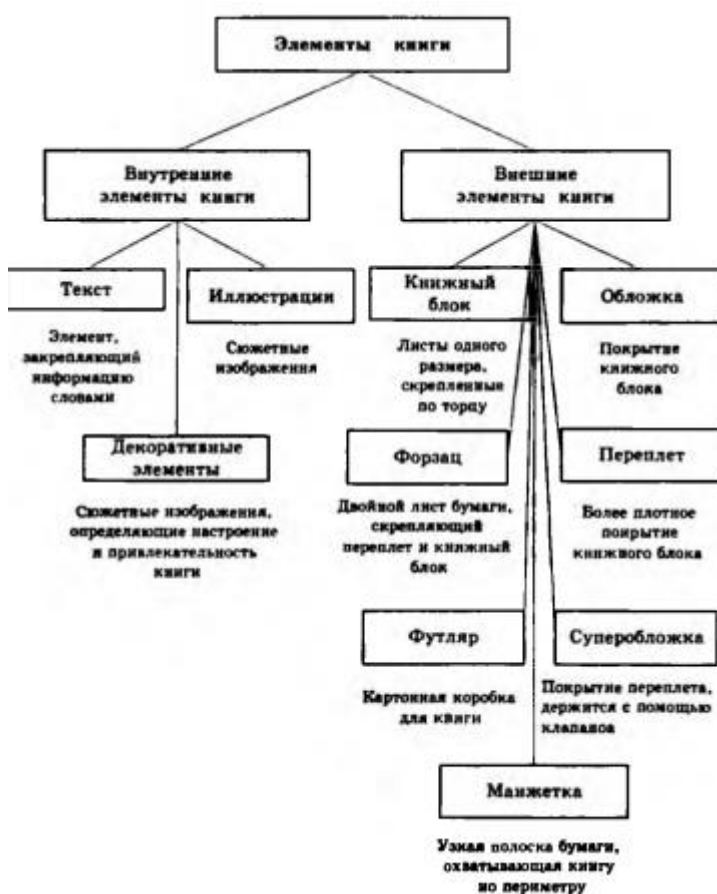 Элементы книги
Внутренние
элементы книги
Внешние
элементы книги
Текст
Элемент,
закрепляющий
информацию
словами
Иллюстрации
Сюжетные
изображения
Декоративные
элементы
Сюжетные изображения,
определяющие настроение
и привлекательность
книги
Книжный
блок
Листы одного
размера,
скрепленные
по торцу
Обложка
Покрытие
книжного
блока
Форзац
Двойной лист бумаги,
скрепляющий
переплет и книжный
блок
Переплет
Более плотное
покрытие
книжного блока
Футляр
Картонная коробка
для книги
Суперобложка
Покрытие переплета,
держится с помощью
клапанов
Манжетка
Узкая полоска бумаги,
охватывающая книгу
по периметру